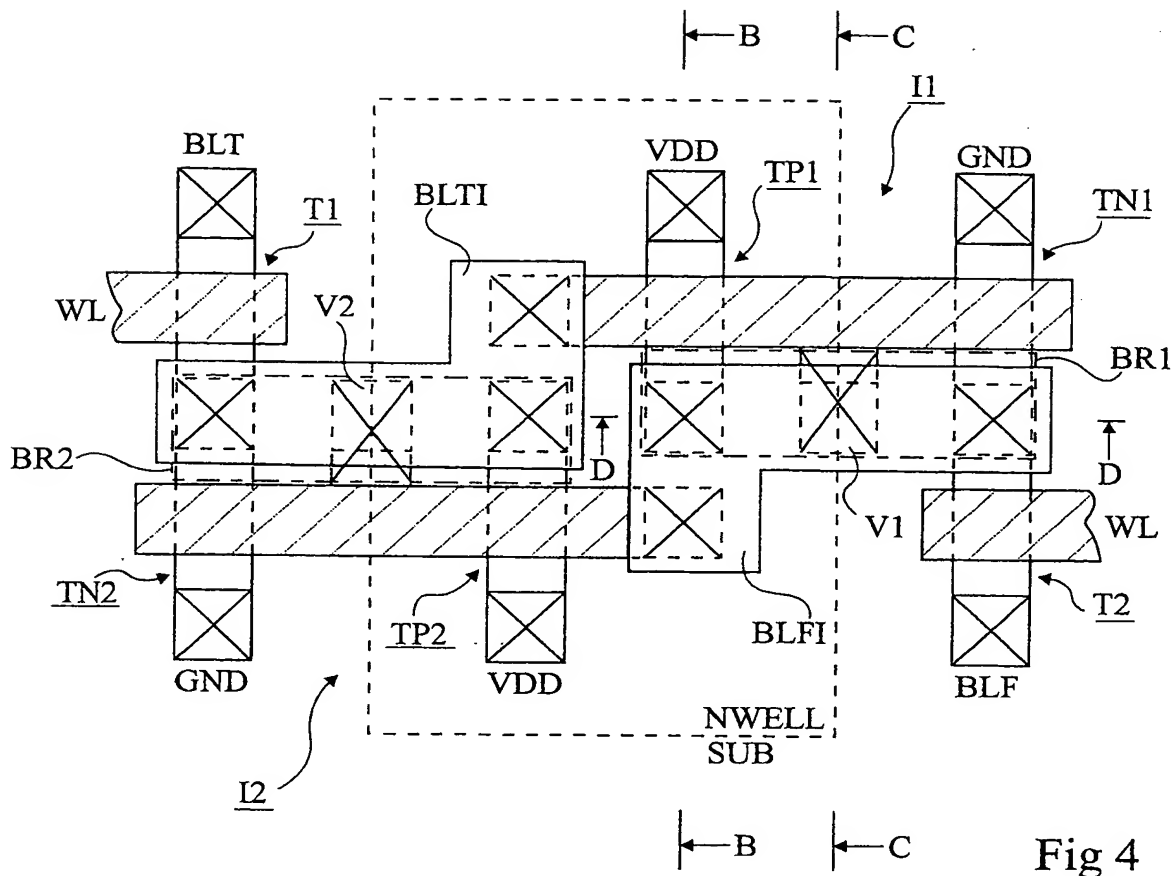 B
C
I1
BLT
VDD
GND
TP1
BLTI
TN1
T1
WL
V2
BR1
BR2
D
D
V1
WL
TN2
TP2
BLFI
T2
GND
VDD
BLF
NWELL
SUB
I2
B
C
Fig 4